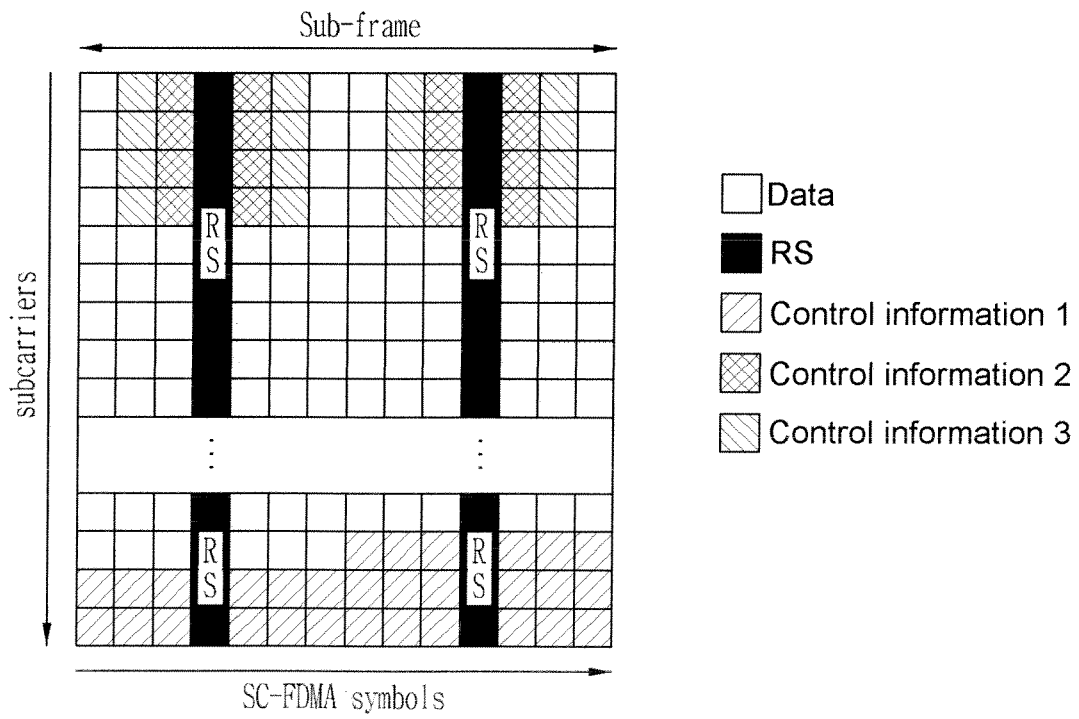 Sub-frame
subcarriers
RS
RS
RS
RS
SC-FDMA symbols
Data
RS
Control information 1
Control information 2
Control information 3